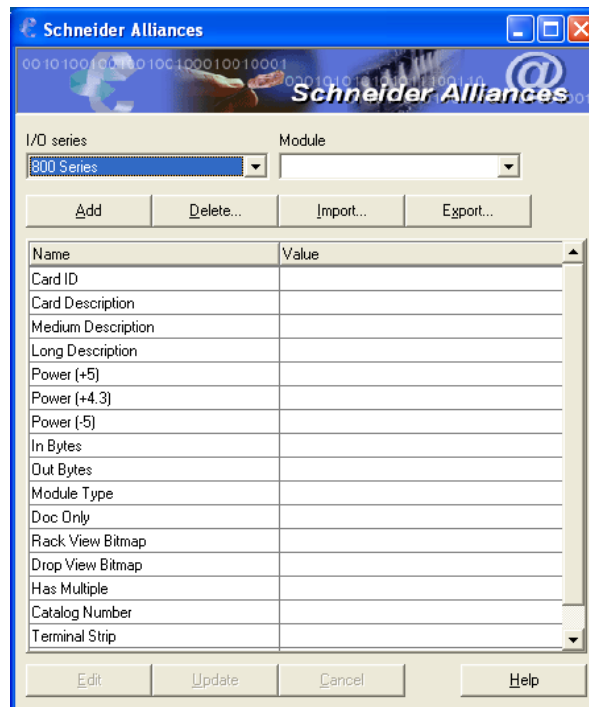 Schneider Alliances
Schneider Alliances
I/O series Module
800 Series
Add Delete... Import... Export...
Name Value
Card ID
Card Description
Medium Description
Long Description
Power (+5)
Power (+4.3)
Power (-5)
In Bytes
Out Bytes
Module Type
Doc Only
Rack View Bitmap
Drop View Bitmap
Has Multiple
Catalog Number
Terminal Strip
Edit Update Cancel Help